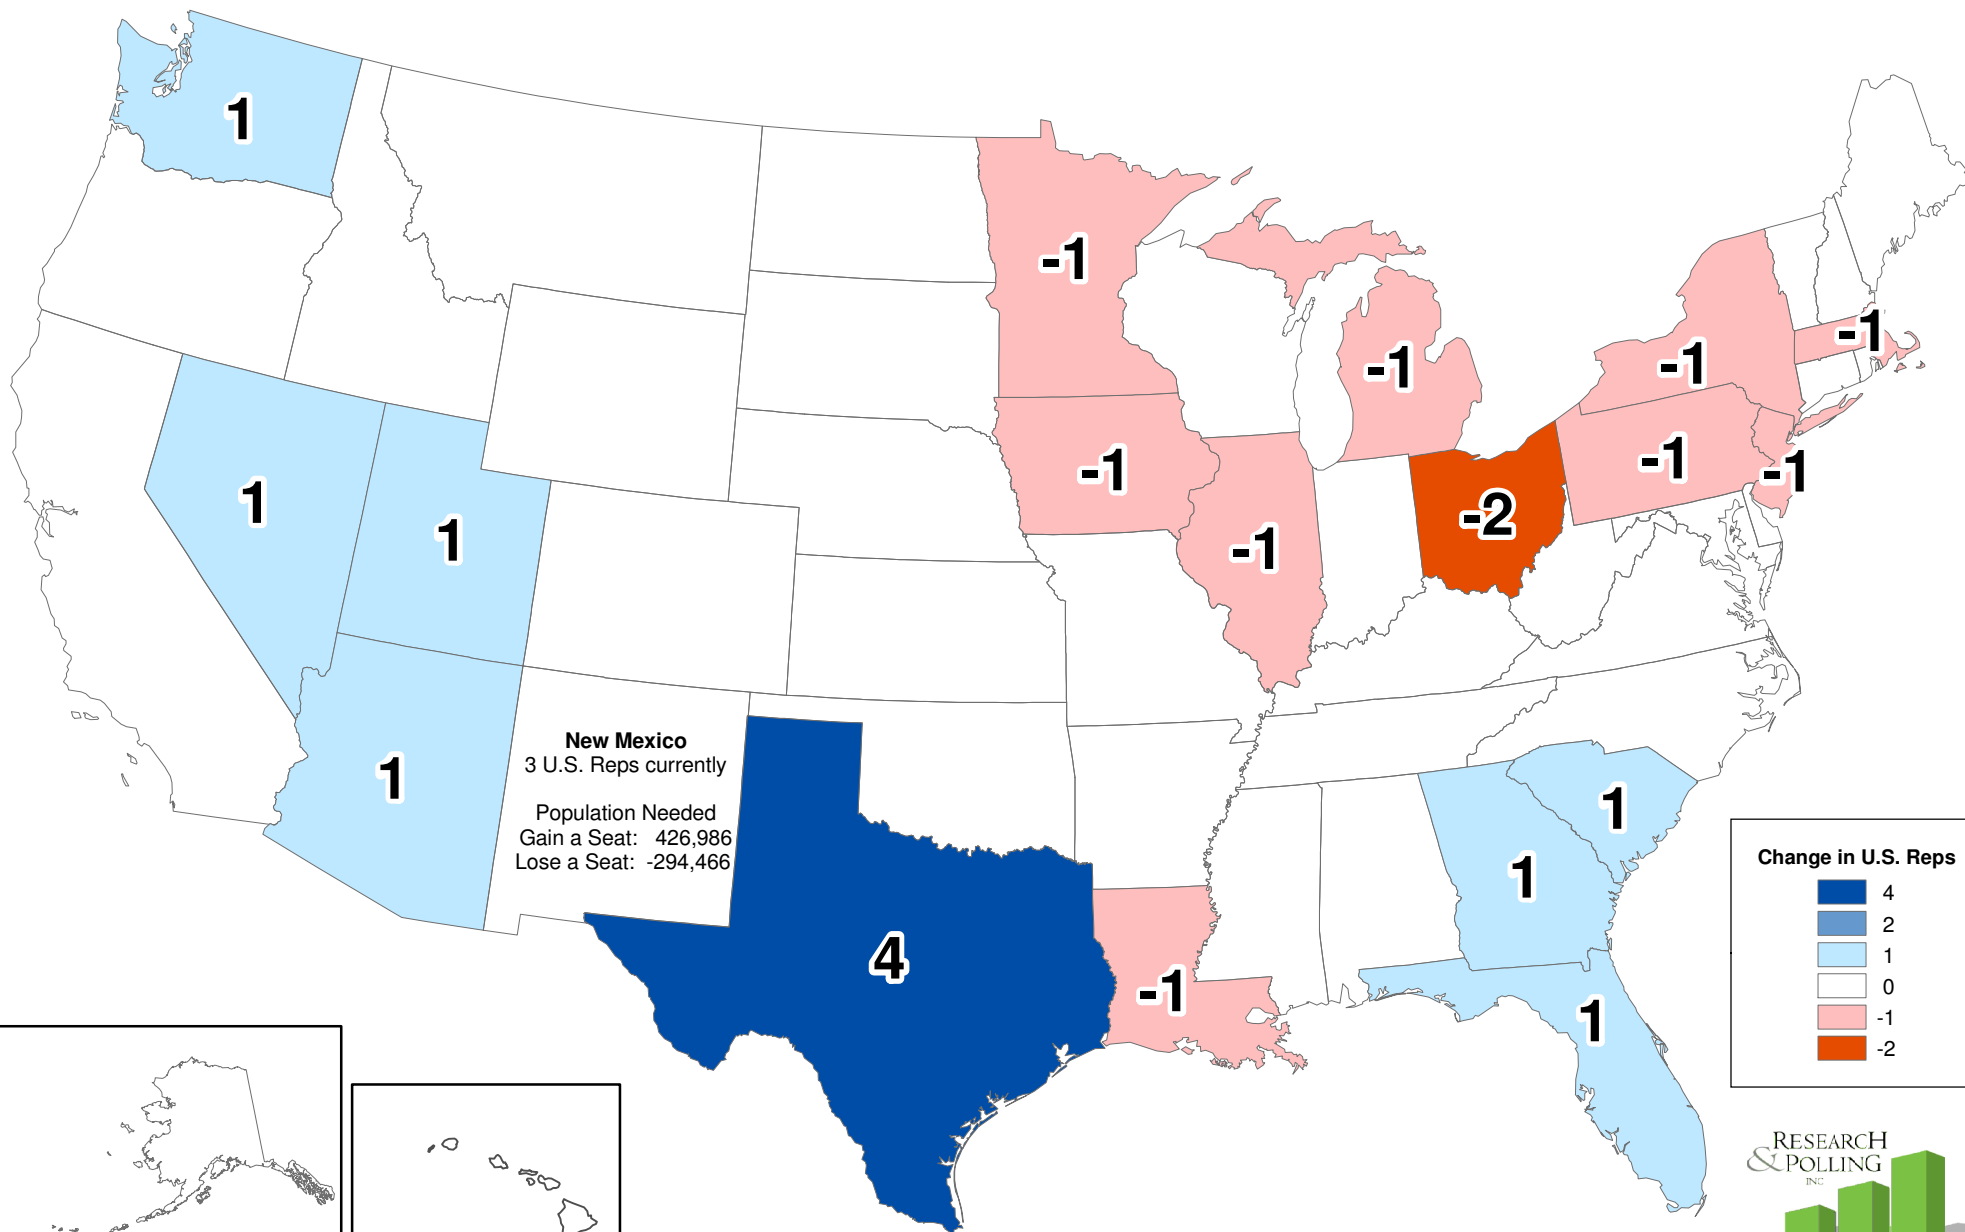 1
-1
-1
-1
-1
-1
-1
-1
-2
-1
1
1
-1
1
New Mexico
3 U.S. Reps currently
Population Needed
Gain a Seat: 426,986
Lose a Seat: -294,466
1
1
4
-1
1
Change in U.S. Reps
4
2
1
0
-1
-2
RESEARCH
& POLLING
INC